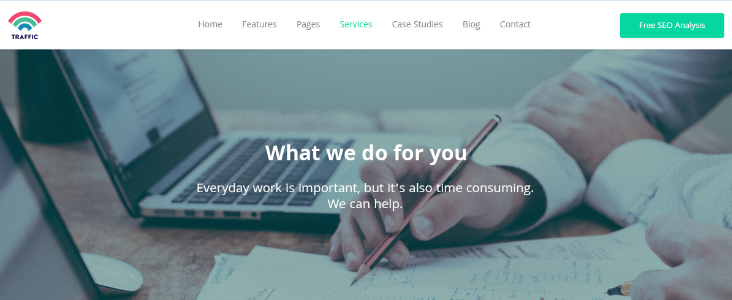 TRAFFIC
Home Features Pages Services Case Studies Blog Contact
Free SEO Analysis
What we do for you
Everyday work is important, but it's also time consuming.
We can help.